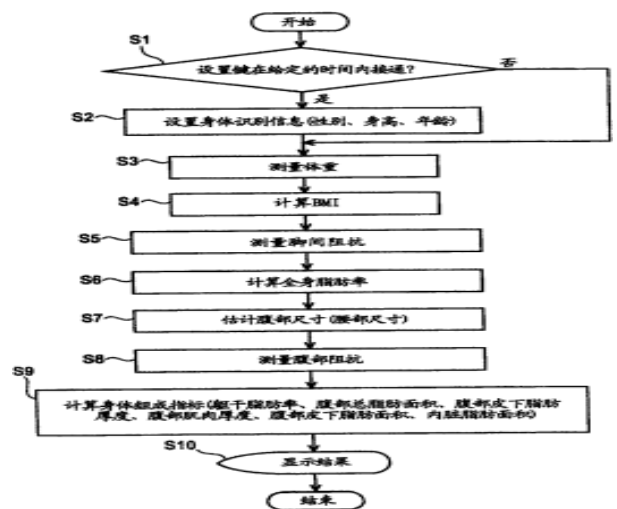 开始
S1
设置键在给定的时间内接通?
否
是
S2
设置身体识别信息(性别、身高、年龄)
S3
测量体重
S4
计算BMI
S5
测量脚间阻抗
S6
计算全身脂肪率
S7
估计腹部尺寸(腰部尺寸)
S8
测量腹部阻抗
S9
计算身体组成指标(躯干脂肪率、腹部总脂肪面积、腹部皮下脂肪
厚度、腹部肌肉厚度、腹部皮下脂肪面积、内脏脂肪面积)
S10
显示结果
结束